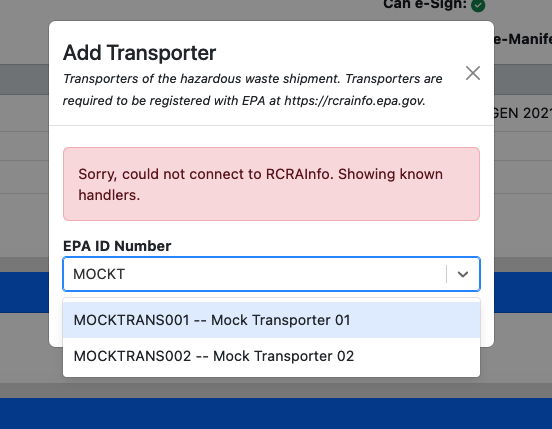 Can e-Sign:
Add Transporter
e-Manife
Transporters of the hazardous waste shipment. Transporters are
required to be registered with EPA at https://rcrainfo.epa.gov.
GEN 2021
Sorry, could not connect to RCRAInfo. Showing known
handlers.
EPA ID Number
MOCKT
MOCKTRANS001 -- Mock Transporter 01
MOCKTRANS002 -- Mock Transporter 02